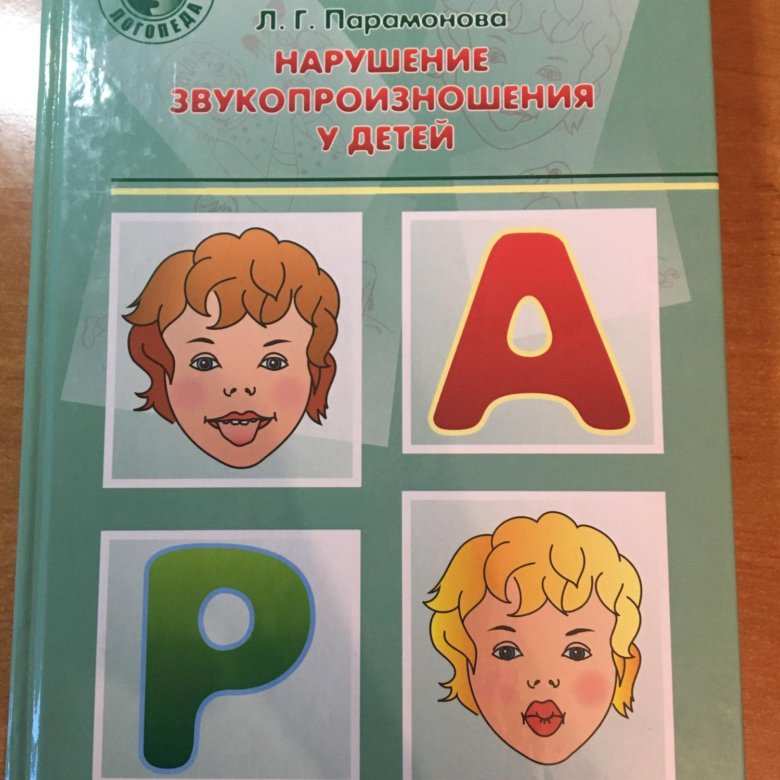 ЛОГОПЕДА
Л. Г. Парамонова
НАРУШЕНИЕ
ЗВУКОПРОИЗНОШЕНИЯ
У ДЕТЕЙ
А
Р